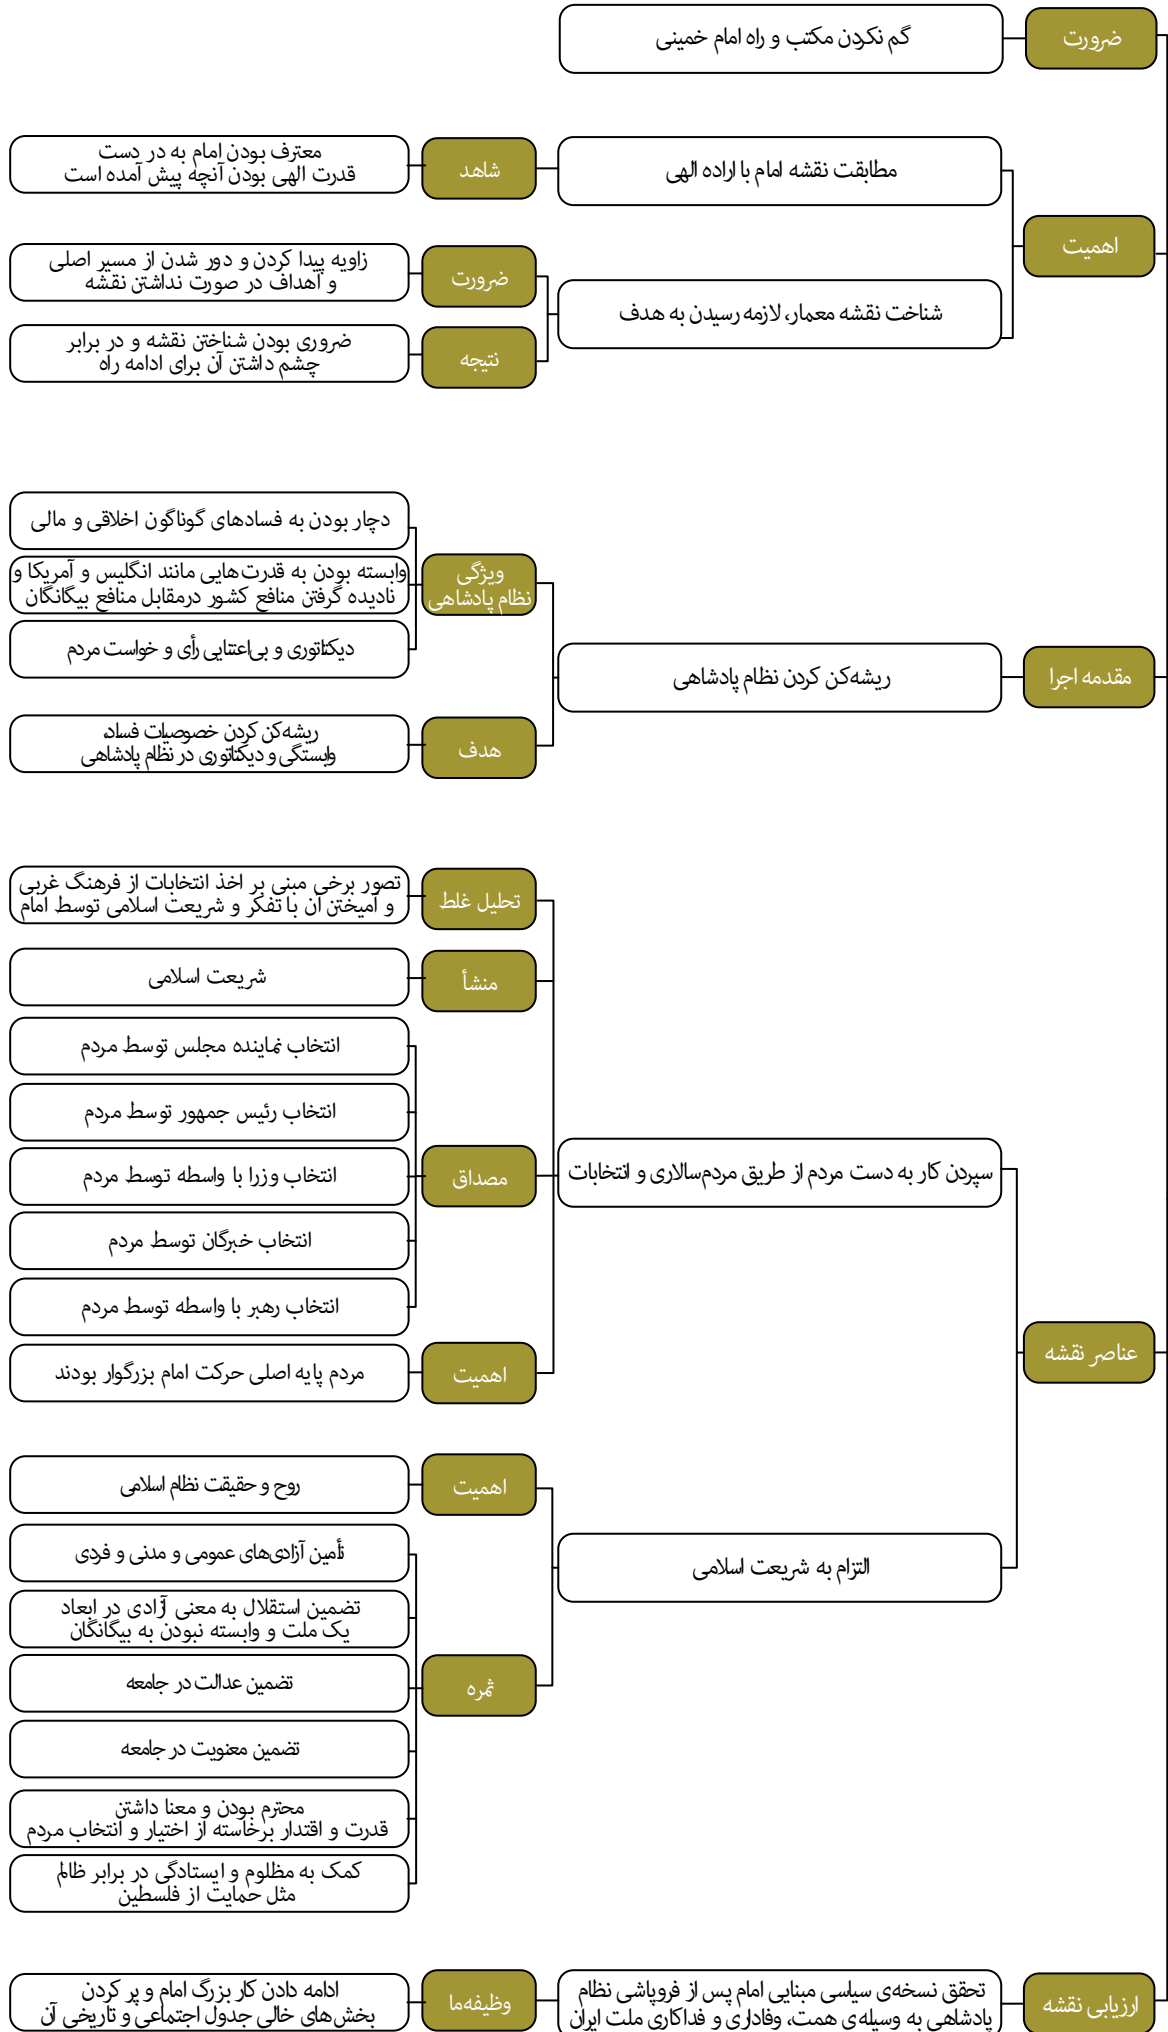 ضرورت
گم نکردن مکتب و راه امام خمینی
اهمیت
مطابقت نقشه امام با اراده الهی
شاهد
معترف بودن امام به در دست
قدرت الهی بودن آنچه پیش آمده است
شناخت نقشه معمار، لازمه رسیدن به هدف
ضرورت
زاویه پیدا کردن و دور شدن از مسیر اصلی
و اهداف در صورت نداشتن نقشه
نتیجه
ضروری بودن شناختن نقشه و در برابر
چشم داشتن آن برای ادامه راه
مقدمه اجرا
ریشه‌کن کردن نظام پادشاهی
ویژگی
نظام پادشاهی
دچار بودن به فسادهای گوناگون اخلاقی و مالی
وابسته بودن به قدرت‌هایی مانند انگلیس و آمریکا و
نادیده گرفتن منافع کشور درمقابل منافع بیگانگان
دیکتاتوری و بی‌اعتنایی رأی و خواست مردم
هدف
ریشه‌کن کردن خصوصیات فساد،
وابستگی و دیکتاتوری در نظام پادشاهی
عناصر نقشه
سپردن کار به دست مردم از طریق مردم‌سالاری و انتخابات
تحلیل غلط
تصور برخی مبنی بر اخذ انتخابات از فرهنگ غربی
و آمیختن آن با تفکر و شریعت اسلامی توسط امام
منشأ
شریعت اسلامی
مصداق
انتخاب نماینده مجلس توسط مردم
انتخاب رئیس جمهور توسط مردم
انتخاب وزرا با واسطه توسط مردم
انتخاب خبرگان توسط مردم
انتخاب رهبر با واسطه توسط مردم
اهمیت
مردم پایه اصلی حرکت امام بزرگوار بودند
التزام به شریعت اسلامی
اهمیت
روح و حقیقت نظام اسلامی
ثمره
تأمین آزادی‌های عمومی و مدنی و فردی
تضمین استقلال به معنی آزادی در ابعاد
یک ملت و وابسته نبودن به بیگانگان
تضمین عدالت در جامعه
تضمین معنویت در جامعه
محترم بودن و معنا داشتن
قدرت و اقتدار برخاسته از اختیار و انتخاب مردم
کمک به مظلوم و ایستادگی در برابر ظالم
مثل حمایت از فلسطین
ارزیابی نقشه
تحقق نسخه‌ی سیاسی مبنایی امام پس از فروپاشی نظام
پادشاهی به وسیله‌ی همت، وفاداری و فداکاری ملت ایران
وظیفه‌ما
ادامه دادن کار بزرگ امام و پر کردن
بخش‌های خالی جدول اجتماعی و تاریخی آن